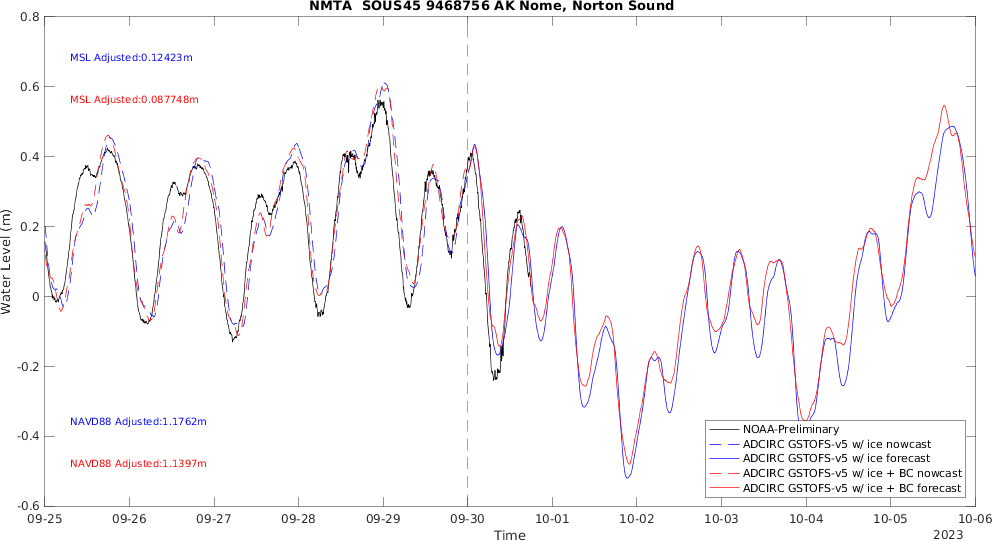 NMTA SOUS45 9468756 AK Nome, Norton Sound
0.8
0.6
0.4
0.2
0
-0.2
-0.4
-0.6
Water Level (m)
MSL Adjusted:0.12423m
MSL Adjusted:0.087748m
NAVD88 Adjusted:1.1762m
NAVD88 Adjusted:1.1397m
NOAA-Preliminary
ADCIRC GSTOFS-v5 w/ ice nowcast
ADCIRC GSTOFS-v5 w/ ice forecast
ADCIRC GSTOFS-v5 w/ ice + BC nowcast
ADCIRC GSTOFS-v5 w/ ice + BC forecast
09-25 09-26 09-27 09-28 09-29 09-30 10-01 10-02 10-03 10-04 10-05 10-06
Time
2023